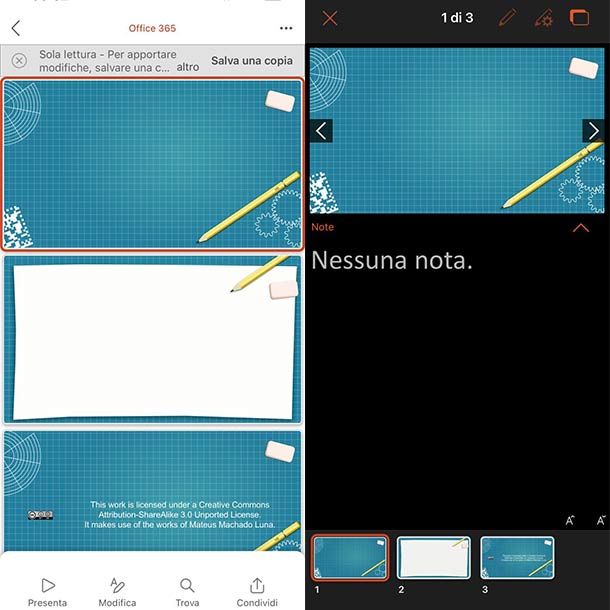 Office 365
Sola lettura - Per apportare
modifiche, salvare una c... altro
Salva una copia
This work is licensed under a Creative Commons
Attribution-ShareAlike 3.0 Unported License.
It makes use of the works of Mateus Machado Luna.
Presenta
Modifica
Trova
Condividi
1 di 3
Note
Nessuna nota.
A A
1
2
3